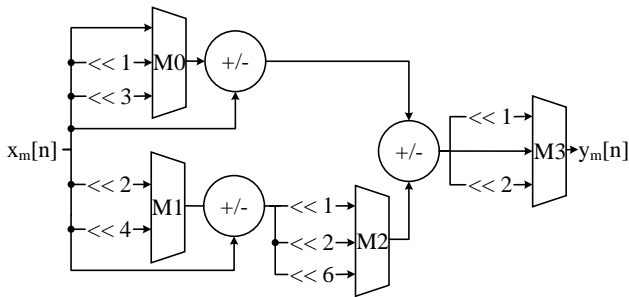 << 1
M0
+/-
<< 3
x_m[n]
<< 2
M1
+/-
<< 4
<< 1
<< 2
M2
<< 6
+/-
<< 1
M3
y_m[n]
<< 2